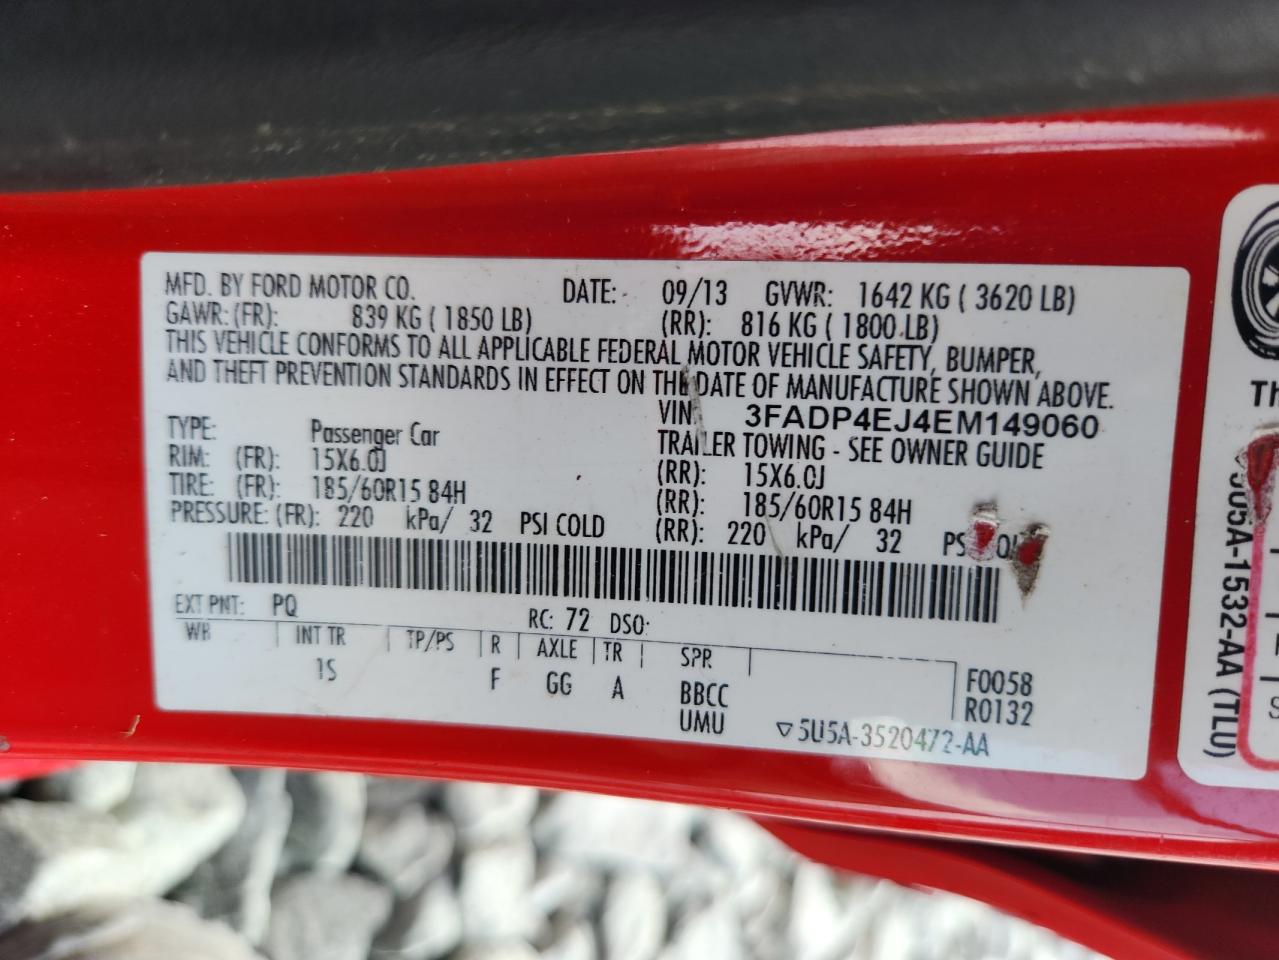 MFD. BY FORD MOTOR CO. DATE: 09/13 GVWR: 1642 KG ( 3620 LB)
GAWR: (FR): 839 KG ( 1850 LB) (RR): 816 KG ( 1800 LB)
THIS VEHICLE CONFORMS TO ALL APPLICABLE FEDERAL MOTOR VEHICLE SAFETY, BUMPER,
AND THEFT PREVENTION STANDARDS IN EFFECT ON THE DATE OF MANUFACTURE SHOWN ABOVE.
VIN: 3FADP4EJ4EM149060
TYPE: Passenger Car TRAILER TOWING - SEE OWNER GUIDE
RIM: (FR): 15X6.0J (RR): 15X6.0J
TIRE: (FR): 185/60R15 84H (RR): 185/60R15 84H
PRESSURE: (FR): 220 kPa/ 32 PSI COLD (RR): 220 kPa/ 32
EXT PNT: PQ RC: 72 DSO:
WB INT TR TP/PS R AXLE TR SPR
1S F GG A BBCC F0058
UMU R0132
5U5A-3520472-AA
1532-AA (TLU)